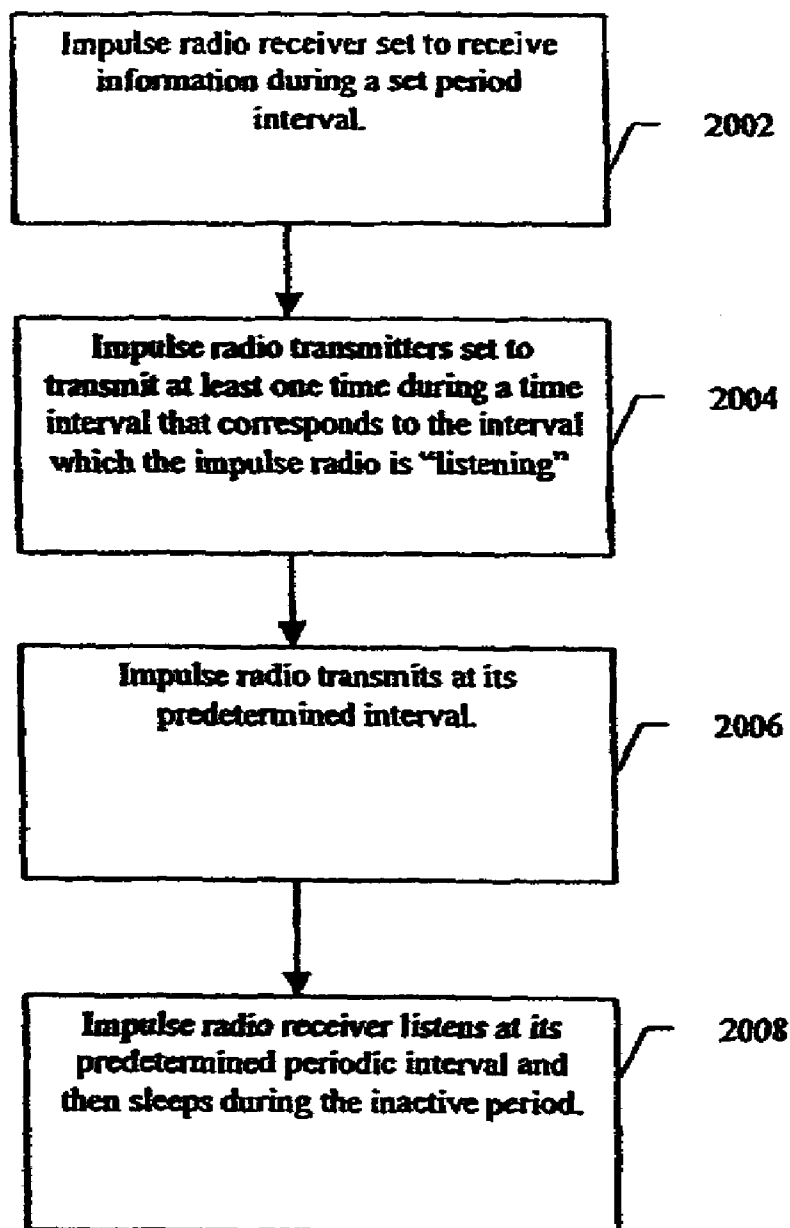 Impulse radio receiver set to receive
information during a set period
interval.
2002
Impulse radio transmitters set to
transmit at least one time during a time
interval that corresponds to the interval
which the impulse radio is “listening”
2004
Impulse radio transmits at its
predetermined interval.
2006
Impulse radio receiver listens at its
predetermined periodic interval and
then sleeps during the inactive period.
2008